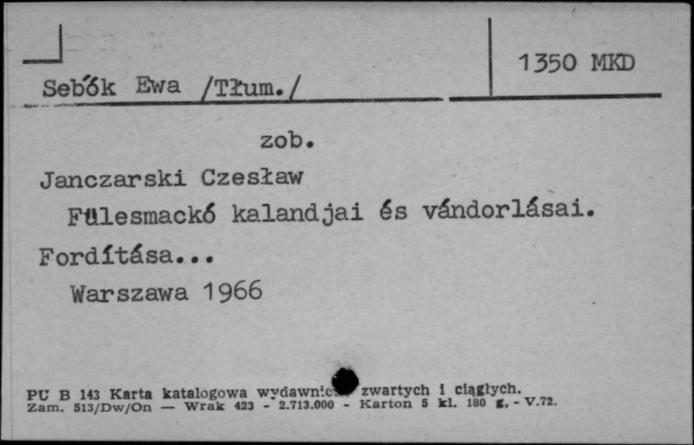 1350 MKD
Sebők Ewa /Tłum./
zob.
Janczarski Czesław
Fülesmackó kalandjai és vándorlásai.
Fordítása...
Warszawa 1966
PU B 143 Karta katalogowa zwartych i ciągłych.
Zam. 513/Dw/On — Wrak 423 - 2.713.000 - Karton 5 kl. 180 g. - V.72.